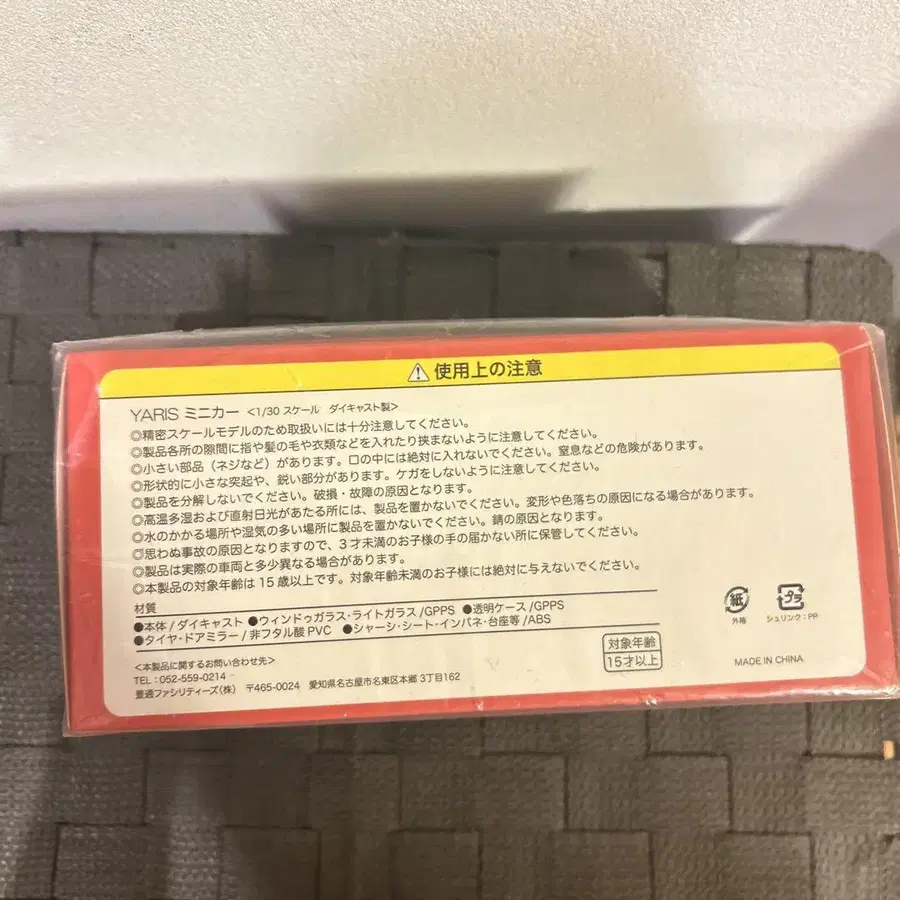 ⚠ 使用上の注意
YARIS ミニカー <1/30 スケール ダイキャスト製>
◎精密スケールモデルのため取扱いには十分注意してください。
◎製品各所の隙間に指や髪の毛や衣類などを入れたり挟まないように注意してください。
◎小さい部品（ネジなど）があります。口の中には絶対に入れないでください。窒息などの危険があります。
◎形状的に小さな突起や、鋭い部分があります。ケガをしないように注意してください。
◎製品を分解しないでください。破損・故障の原因となります。
◎高温多湿および直射日光があたる所には、製品を置かないでください。変形や色落ちの原因になる場合があります。
◎水のかかる場所や湿気の多い場所に製品を置かないでください。錆の原因となります。
◎思わぬ事故の原因となりますので、3才未満のお子様の手の届かない所に保管してください。
◎製品は実際の車両と多少異なる場合があります。
◎本製品の対象年齢は15歳以上です。対象年齢未満のお子様には絶対に与えないでください。
材質
●本体/ダイキャスト ●ウィンドゥガラス・ライトガラス/GPPS ●透明ケース/GPPS
●タイヤ・ドアミラー/非フタル酸PVC ●シャーシ・シート・インパネ・台座等/ABS
<本製品に関するお問い合わせ先>
TEL：052-559-0214
豊通ファシリティーズ（株） 〒465-0024 愛知県名古屋市名東区本郷3丁目162
対象年齢
15才以上
紙
外箱
プラ
シュリンク：PP
MADE IN CHINA